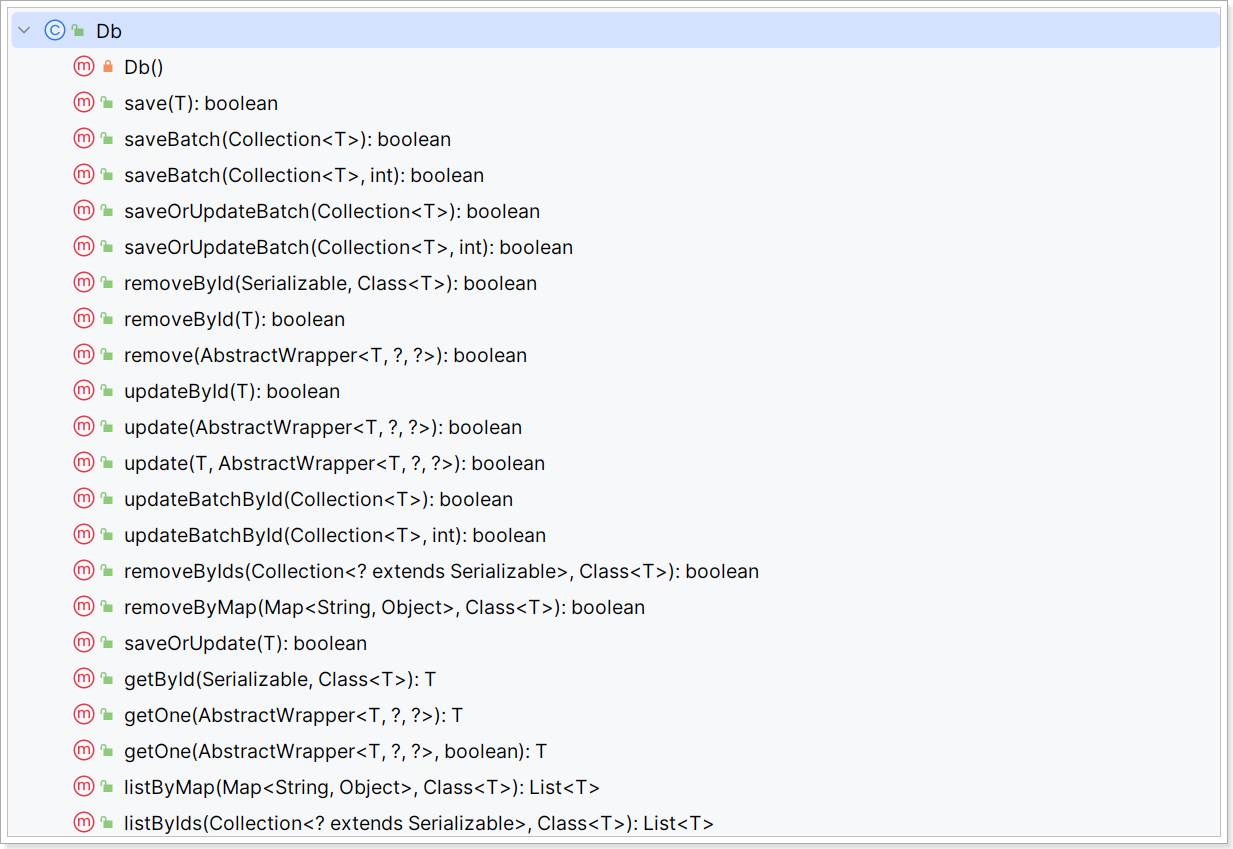 Db
Db()
save(T): boolean
saveBatch(Collection<T>): boolean
saveBatch(Collection<T>, int): boolean
saveOrUpdateBatch(Collection<T>): boolean
saveOrUpdateBatch(Collection<T>, int): boolean
removeById(Serializable, Class<T>): boolean
removeById(T): boolean
remove(AbstractWrapper<T, ?, ?>): boolean
updateById(T): boolean
update(AbstractWrapper<T, ?, ?>): boolean
update(T, AbstractWrapper<T, ?, ?>): boolean
updateBatchById(Collection<T>): boolean
updateBatchById(Collection<T>, int): boolean
removeByIds(Collection<? extends Serializable>, Class<T>): boolean
removeByMap(Map<String, Object>, Class<T>): boolean
saveOrUpdate(T): boolean
getById(Serializable, Class<T>): T
getOne(AbstractWrapper<T, ?, ?>): T
getOne(AbstractWrapper<T, ?, ?>, boolean): T
listByMap(Map<String, Object>, Class<T>): List<T>
listByIds(Collection<? extends Serializable>, Class<T>): List<T>